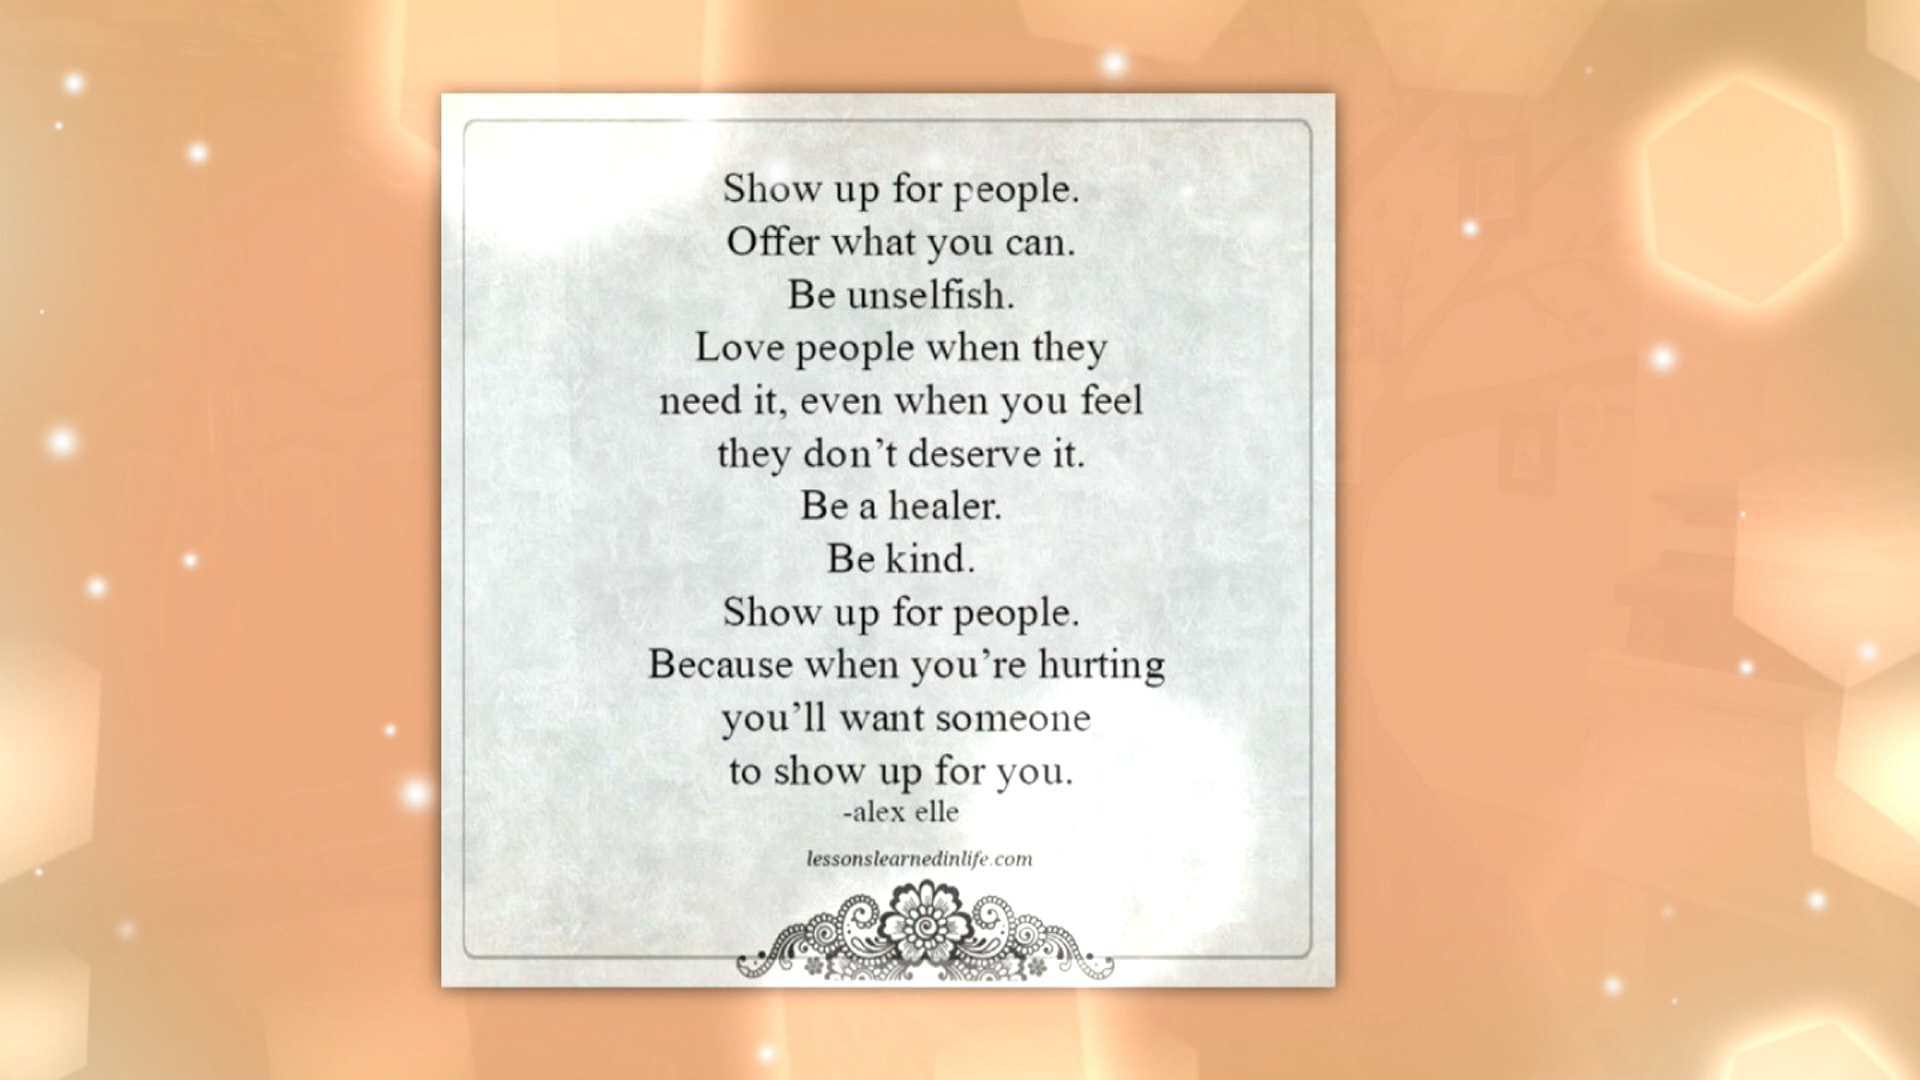 Show up for people.
Offer what you can.
Be unselfish.
Love people when they
need it, even when you feel
they don’t deserve it.
Be a healer.
Be kind.
Show up for people.
Because when you’re hurting
you’ll want someone
to show up for you.
-alex elle
lessonslearnedinlife.com